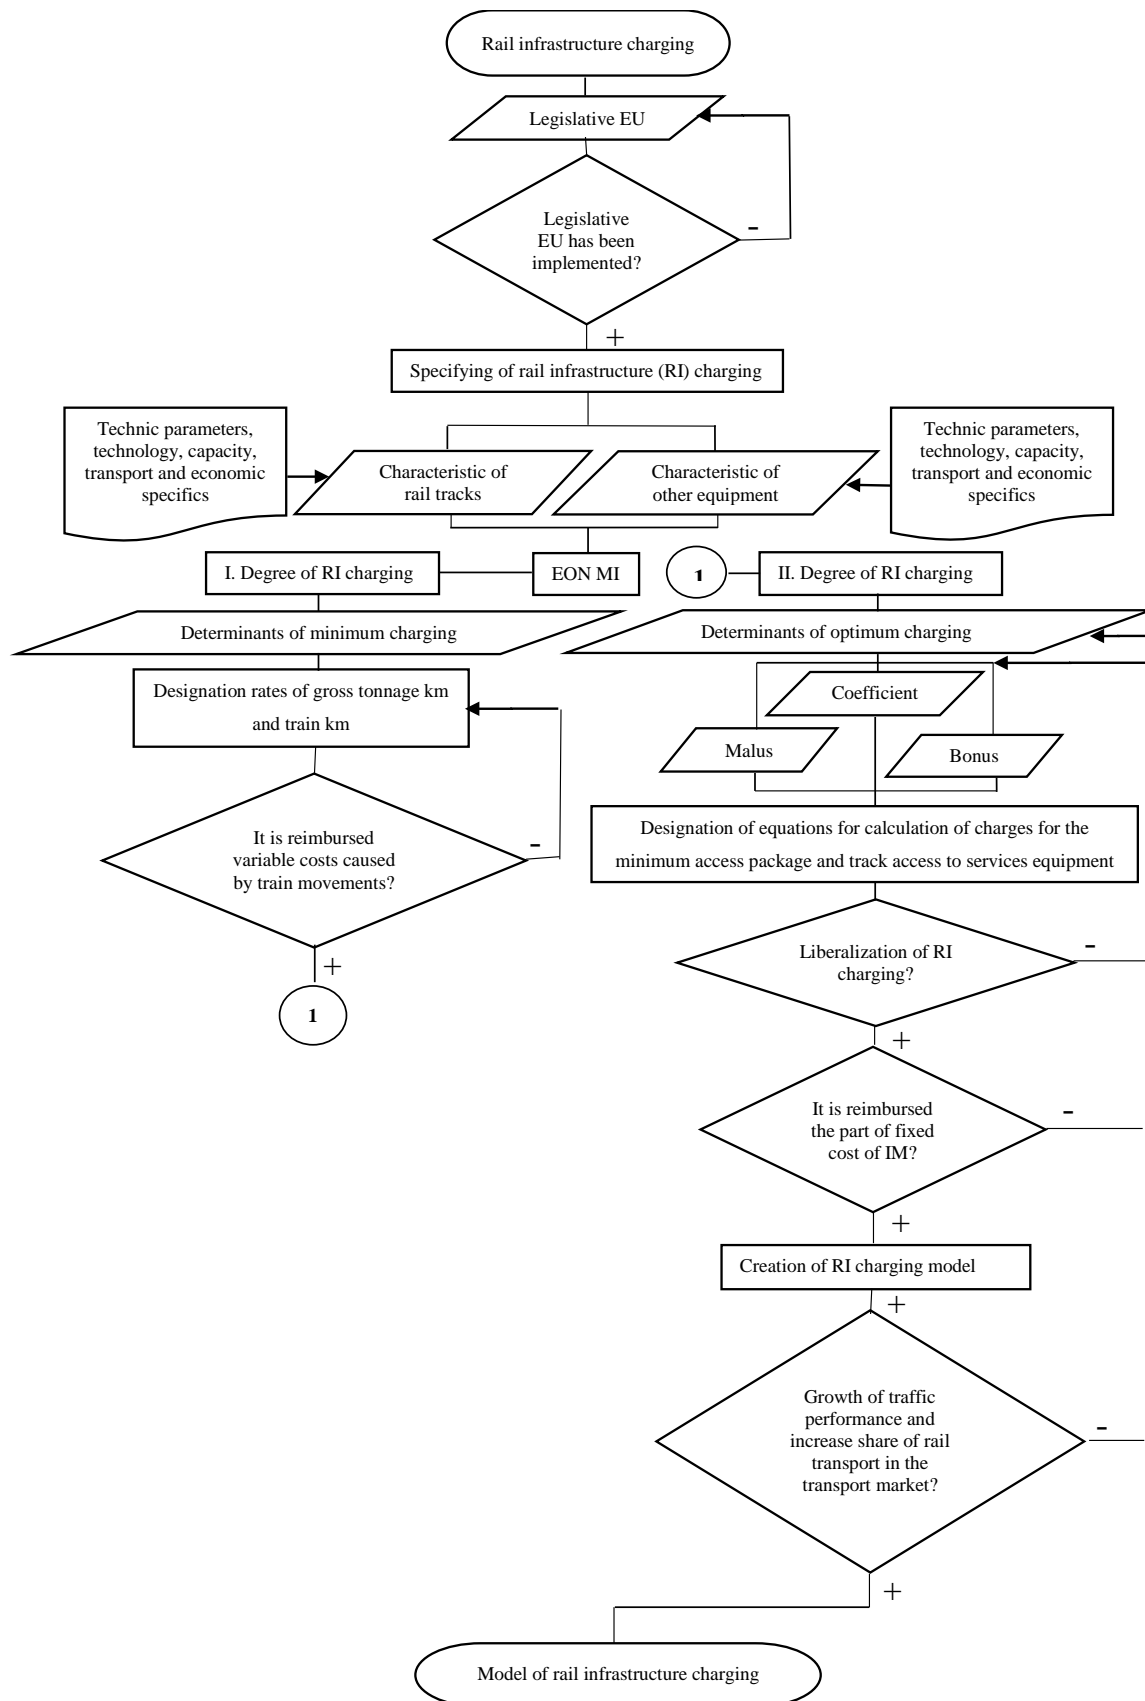 Rail infrastructure charging
Legislative EU
Legislative
EU has been
implemented?
-
+
Specifying of rail infrastructure (RI) charging
Technic parameters,
technology, capacity,
transport and economic
specifics
Characteristic of
rail tracks
Characteristic of
other equipment
Technic parameters,
technology, capacity,
transport and economic
specifics
I. Degree of RI charging
EON MI
1
II. Degree of RI charging
Determinants of minimum charging
Designation rates of gross tonnage km
and train km
It is reimbursed
variable costs caused
by train movements?
-
+
1
Determinants of optimum charging
Coefficient
Malus
Bonus
Designation of equations for calculation of charges for the
minimum access package and track access to services equipment
Liberalization of RI
charging?
-
+
It is reimbursed
the part of fixed
cost of IM?
-
+
Creation of RI charging model
+
Growth of traffic
performance and
increase share of rail
transport in the
transport market?
-
+
Model of rail infrastructure charging